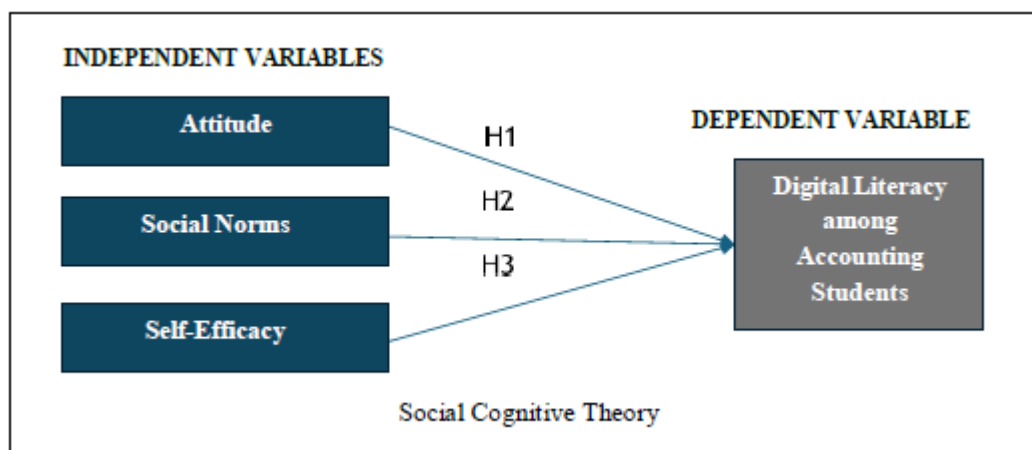 INDEPENDENT VARIABLES
Attitude
H1
DEPENDENT VARIABLE
Social Norms
H2
Digital Literacy
among
Accounting
Students
H3
Self-Efficacy
Social Cognitive Theory